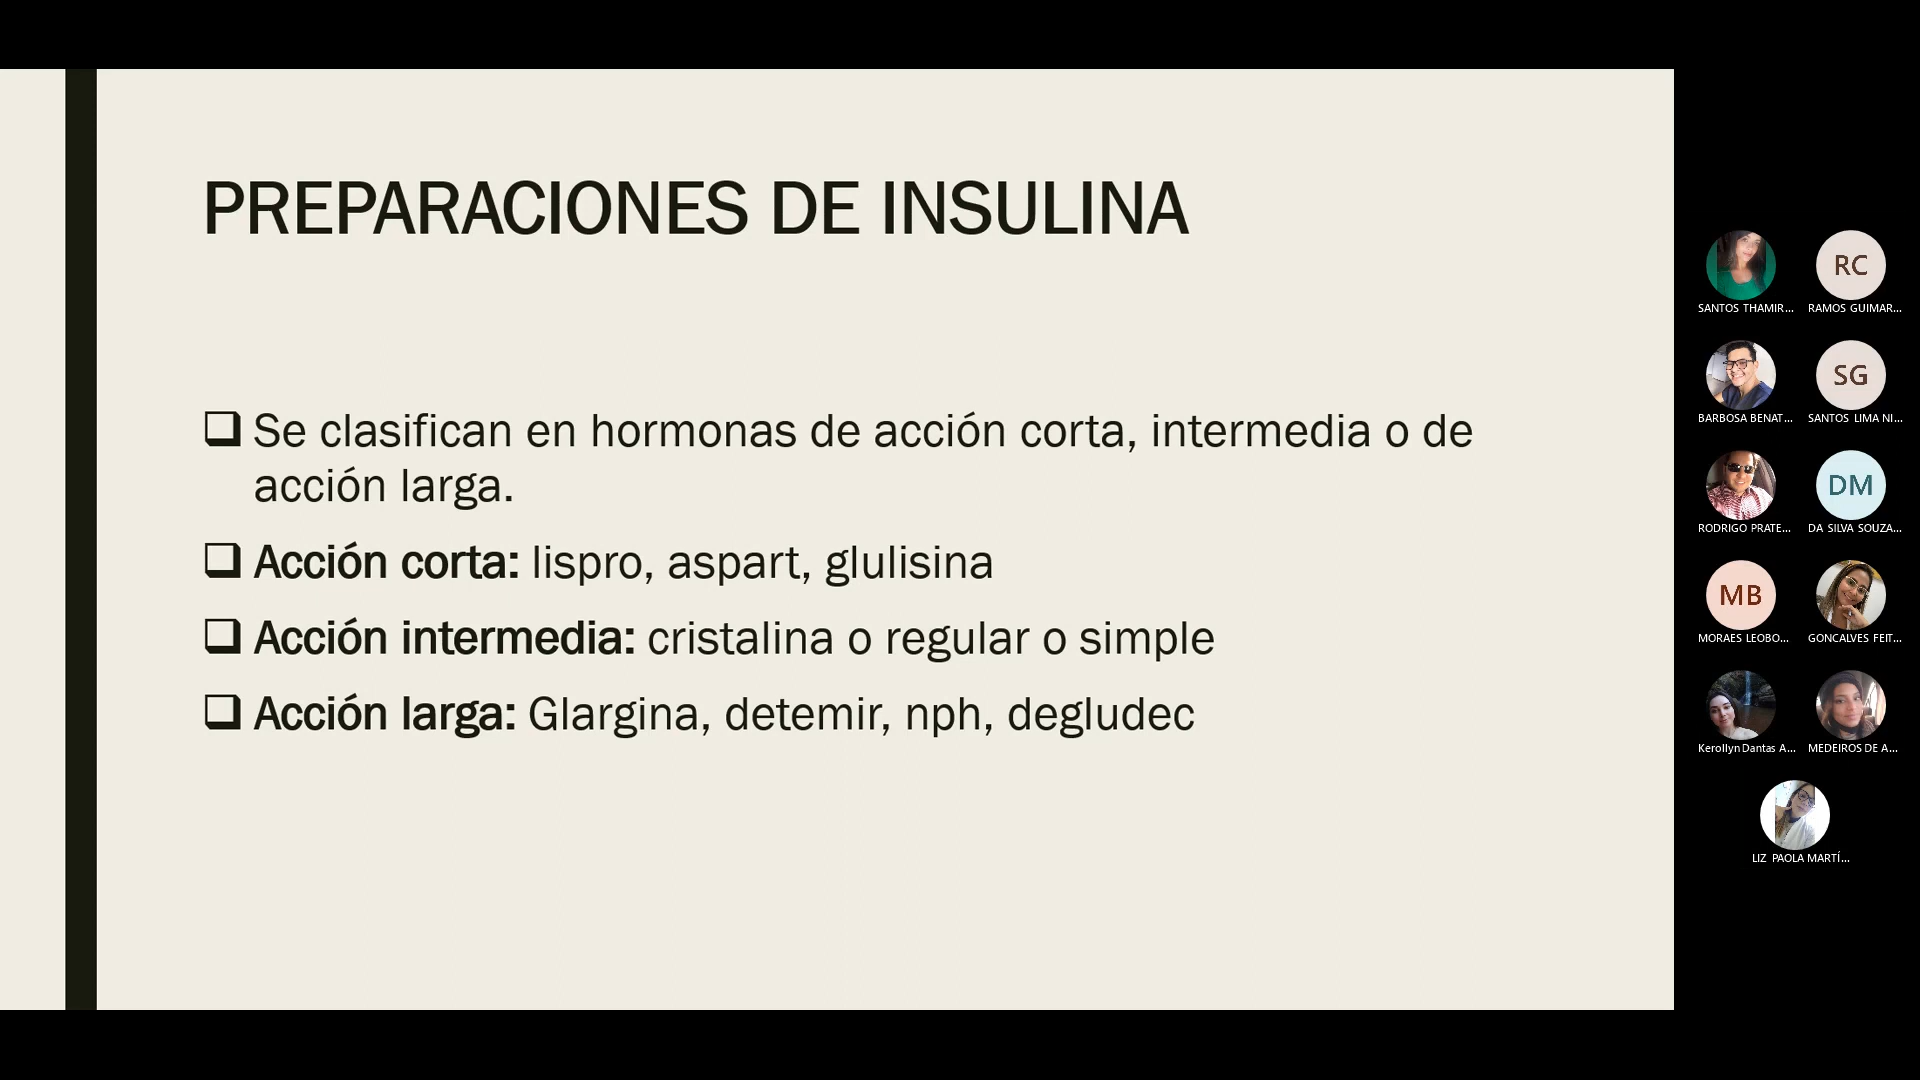 PREPARACIONES DE INSULINA
Se clasifican en hormonas de acción corta, intermedia o de
acción larga.
Acción corta: lispro, aspart, glulisina
Acción intermedia: cristalina o regular o simple
Acción larga: Glargina, detemir, nph, degludec
SANTOS THAMIR...
RC
RAMOS GUIMAR...
BARBOSA BENAT...
SG
SANTOS LIMA NI...
RODRIGO PRATE...
DM
DA SILVA SOUZA...
MB
MORAES LEOBO...
GONCALVES FEIT...
Kerollyn Dantas A...
MEDEIROS DE A...
LIZ PAOLA MARTÍ...